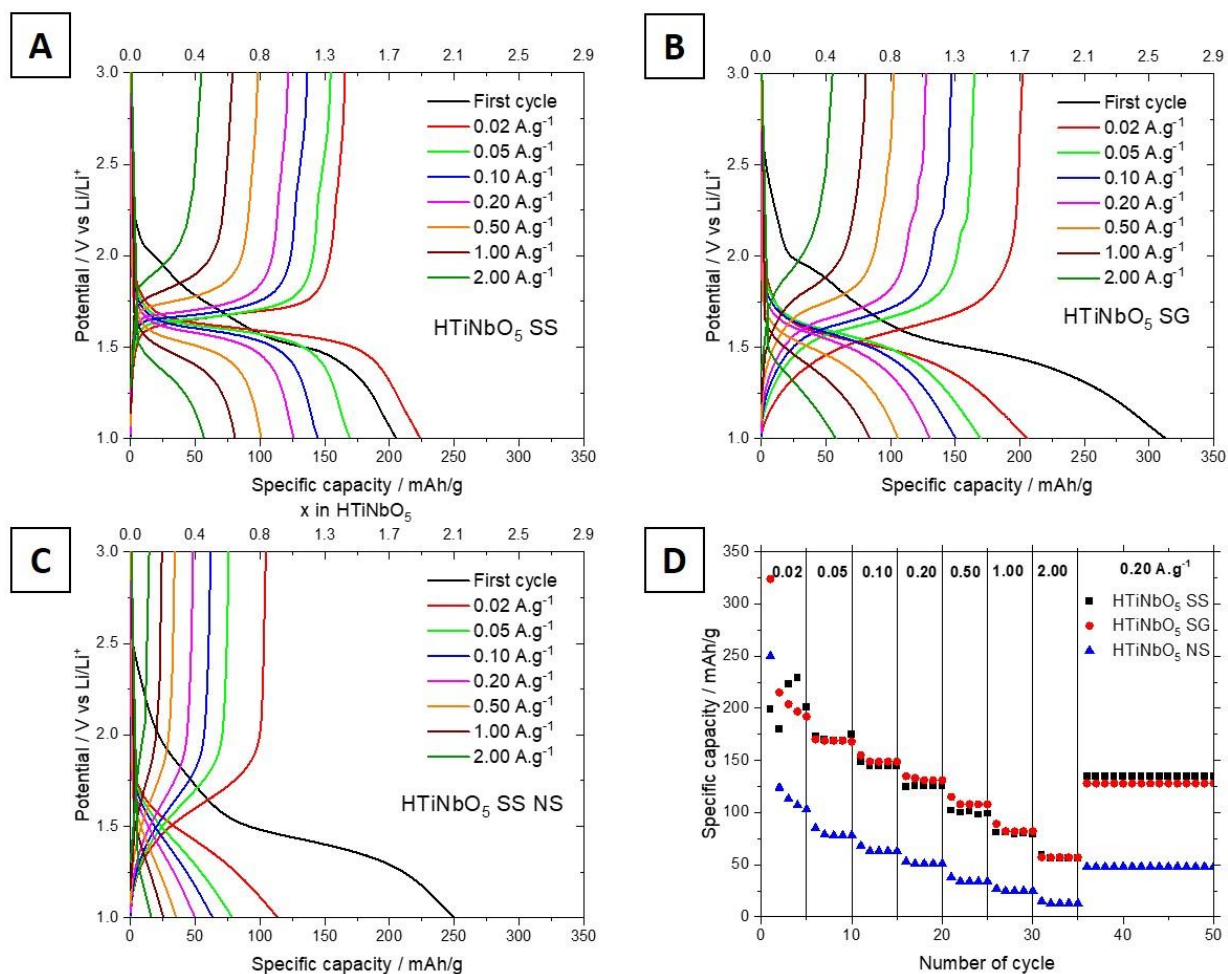 A
0.0 0.4 0.8 1.3 1.7 2.1 2.5 2.9
3.0
2.5
2.0
1.5
1.0
Potential / V vs Li/Li⁺
First cycle
0.02 A.g⁻¹
0.05 A.g⁻¹
0.10 A.g⁻¹
0.20 A.g⁻¹
0.50 A.g⁻¹
1.00 A.g⁻¹
2.00 A.g⁻¹
HTiNbO₅ SS
0 50 100 150 200 250 300 350
Specific capacity / mAh/g
B
0.0 0.4 0.8 1.3 1.7 2.1 2.5 2.9
3.0
2.5
2.0
1.5
1.0
Potential / V vs Li/Li⁺
First cycle
0.02 A.g⁻¹
0.05 A.g⁻¹
0.10 A.g⁻¹
0.20 A.g⁻¹
0.50 A.g⁻¹
1.00 A.g⁻¹
2.00 A.g⁻¹
HTiNbO₅ SG
0 50 100 150 200 250 300 350
Specific capacity / mAh/g
C
x in HTiNbO₅
0.0 0.4 0.8 1.3 1.7 2.1 2.5 2.9
3.0
2.5
2.0
1.5
1.0
Potential / V vs Li/Li⁺
First cycle
0.02 A.g⁻¹
0.05 A.g⁻¹
0.10 A.g⁻¹
0.20 A.g⁻¹
0.50 A.g⁻¹
1.00 A.g⁻¹
2.00 A.g⁻¹
HTiNbO₅ SS NS
0 50 100 150 200 250 300 350
Specific capacity / mAh/g
D
350
300
250
200
150
100
50
0
Specific capacity / mAh/g
0.02 0.05 0.10 0.20 0.50 1.00 2.00 0.20 A.g⁻¹
HTiNbO₅ SS
HTiNbO₅ SG
HTiNbO₅ NS
0 10 20 30 40 50
Number of cycle